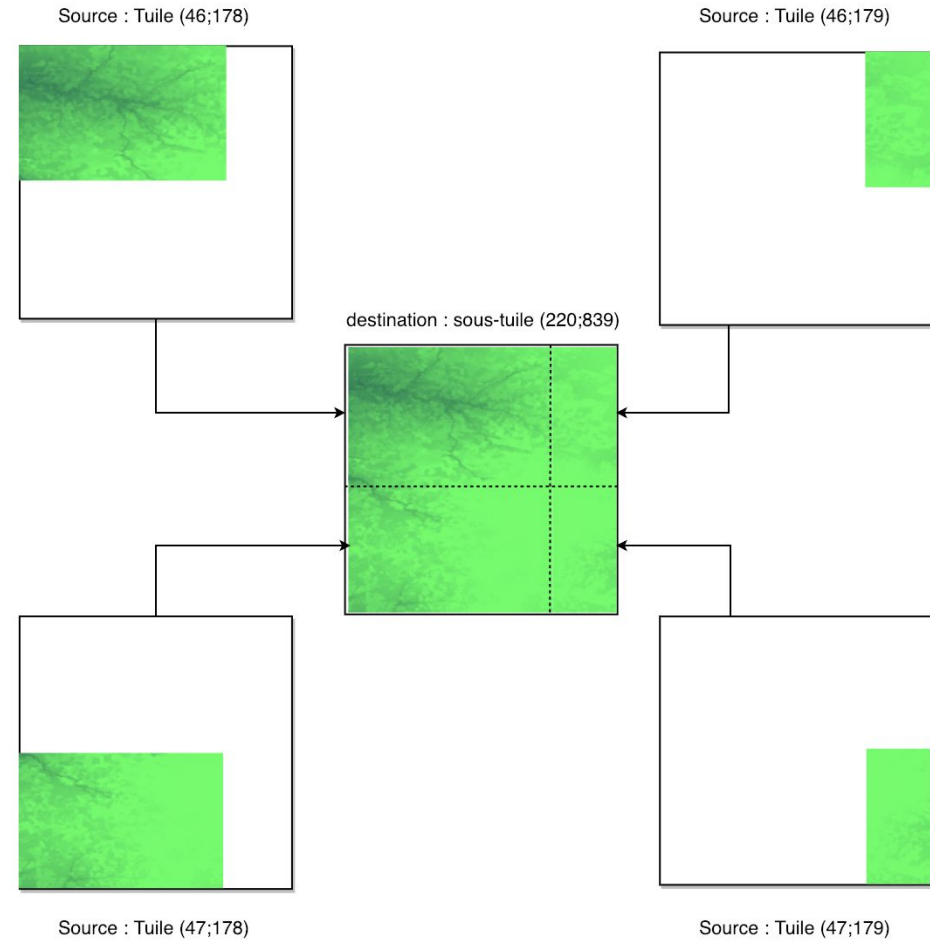 Source : Tuile (46;178)
Source : Tuile (46;179)
destination : sous-tuile (220;839)
Source : Tuile (47;178)
Source : Tuile (47;179)